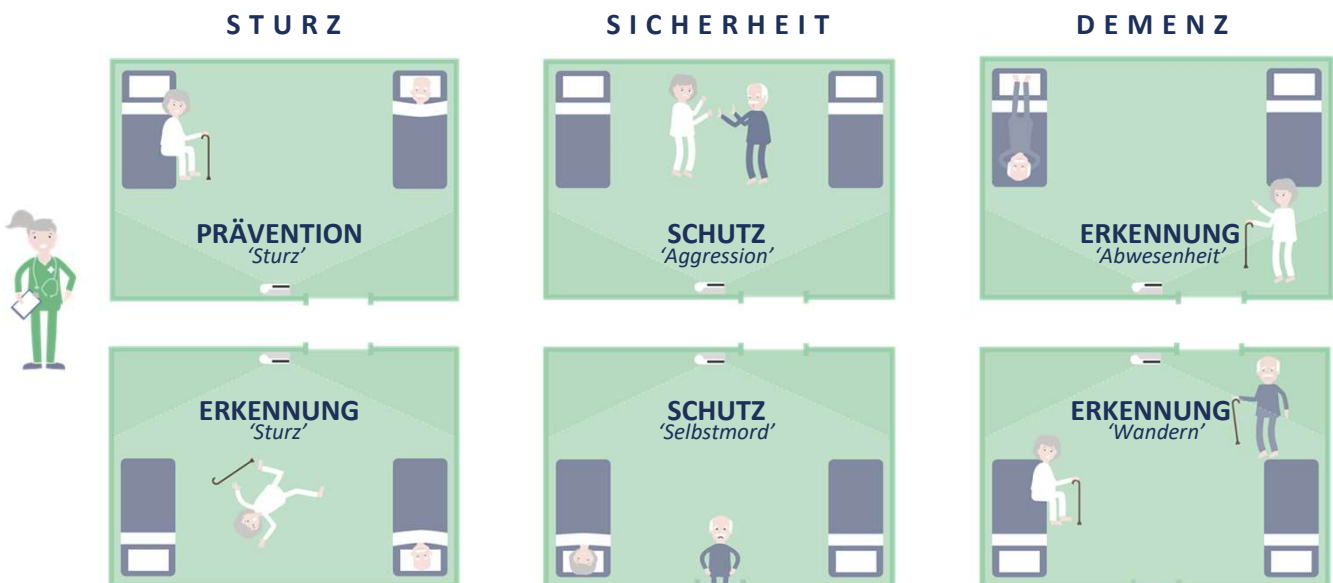 STURZ
SICHERHEIT
DEMENZ
PRÄVENTION
‘Sturz’
SCHUTZ
‘Aggression’
ERKENNUNG
‘Abwesenheit’
ERKENNUNG
‘Sturz’
SCHUTZ
‘Selbstmord’
ERKENNUNG
‘Wandern’